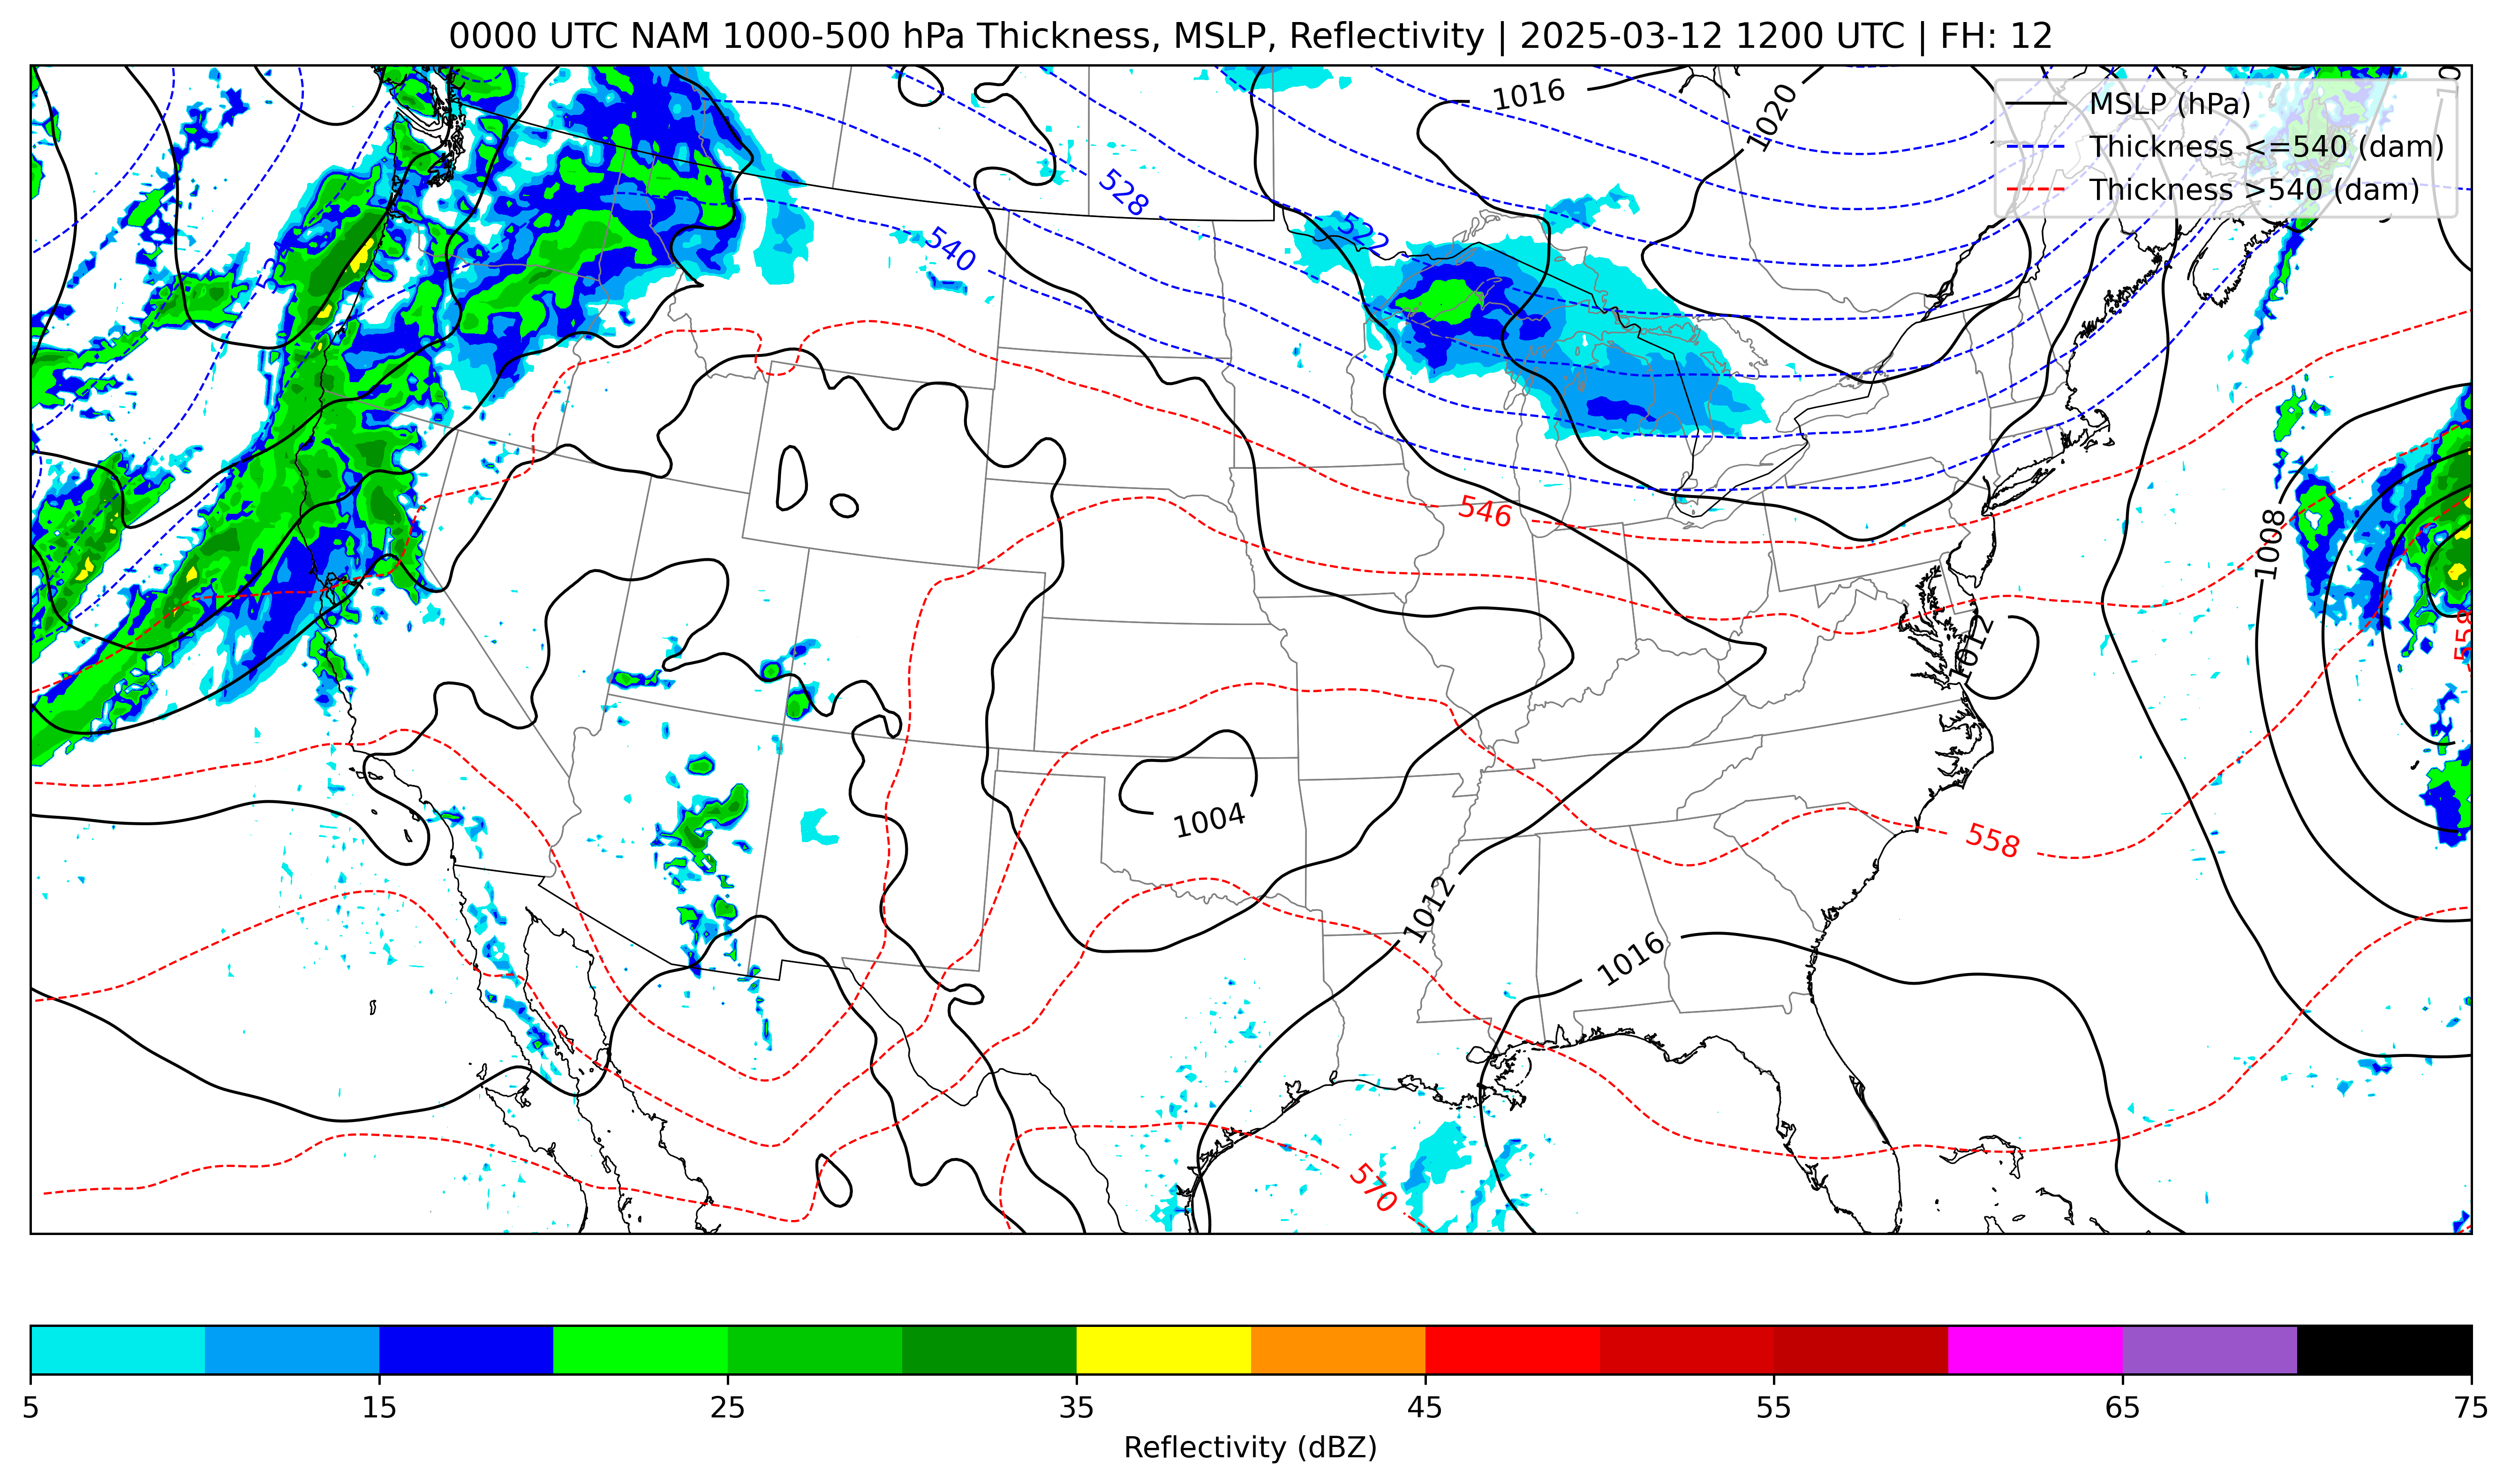 0000 UTC NAM 1000-500 hPa Thickness, MSLP, Reflectivity | 2025-03-12 1200 UTC | FH: 12
MSLP (hPa)
Thickness <=540 (dam)
Thickness >540 (dam)
1016
1020
528
540
522
546
1008
558
1012
1004
558
1012
1016
570
5 15 25 35 45 55 65 75
Reflectivity (dBZ)